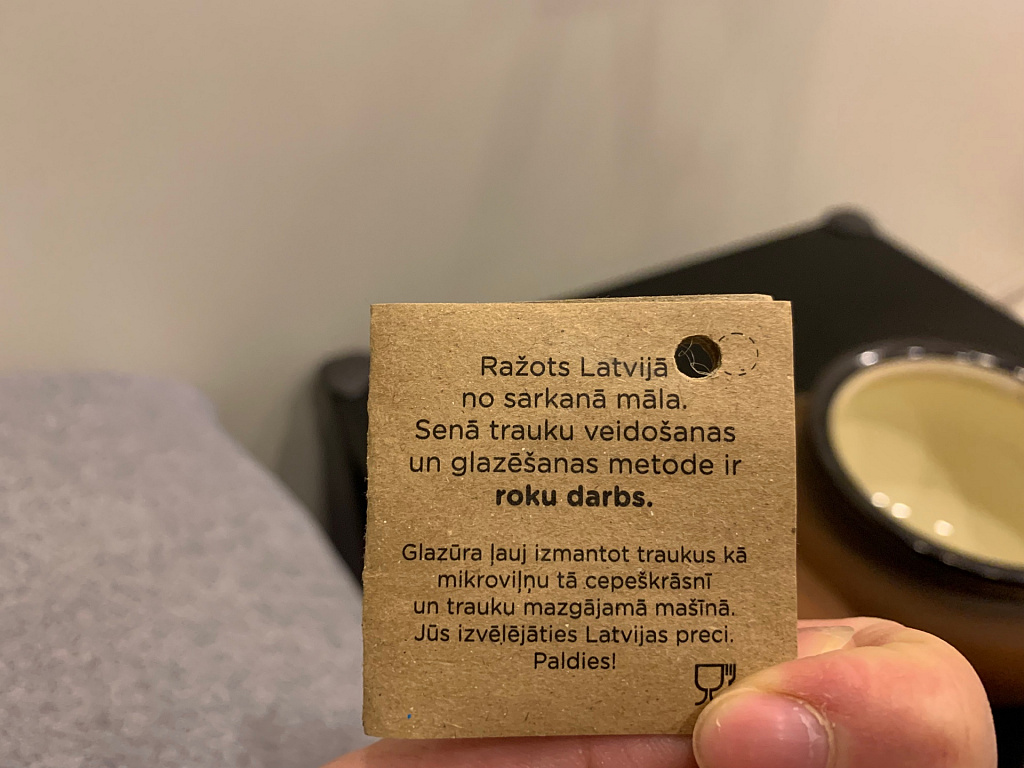 Ražots Latvijā
no sarkanā māla.
Senā trauku veidošanas
un glazēšanas metode ir
roku darbs.
Glazūra ļauj izmantot traukus kā
mikroviļņu tā cepeškrāsnī
un trauku mazgājamā mašīnā.
Jūs izvēlējāties Latvijas preci.
Paldies!